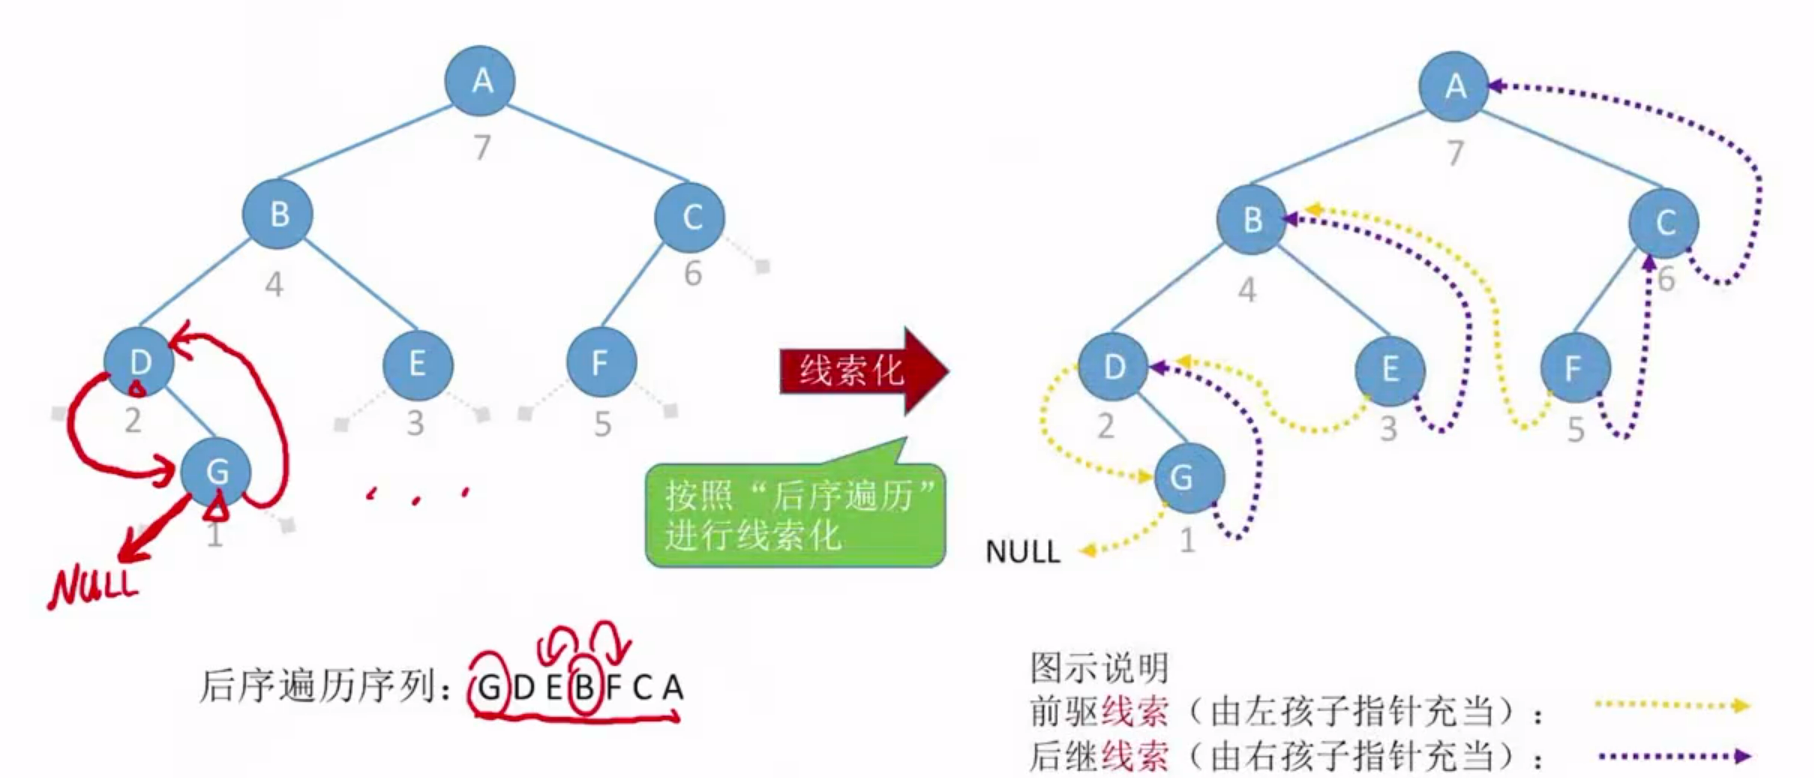 A
7
B
4
C
6
D
2
E
3
F
5
G
1
NULL
线索化
按照“后序遍历”
进行线索化
A
7
B
4
C
6
D
2
E
3
F
5
G
1
NULL
后序遍历序列：G D E B F C A
图示说明
前驱线索（由左孩子指针充当）：
后继线索（由右孩子指针充当）：